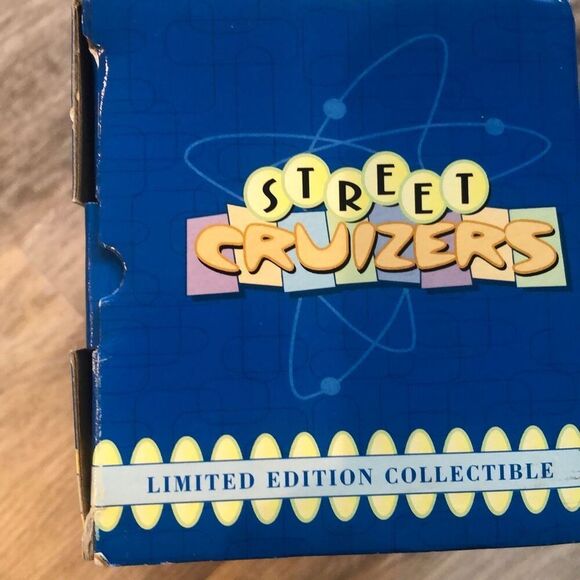 STREET
CRUIZERS
LIMITED EDITION COLLECTIBLE